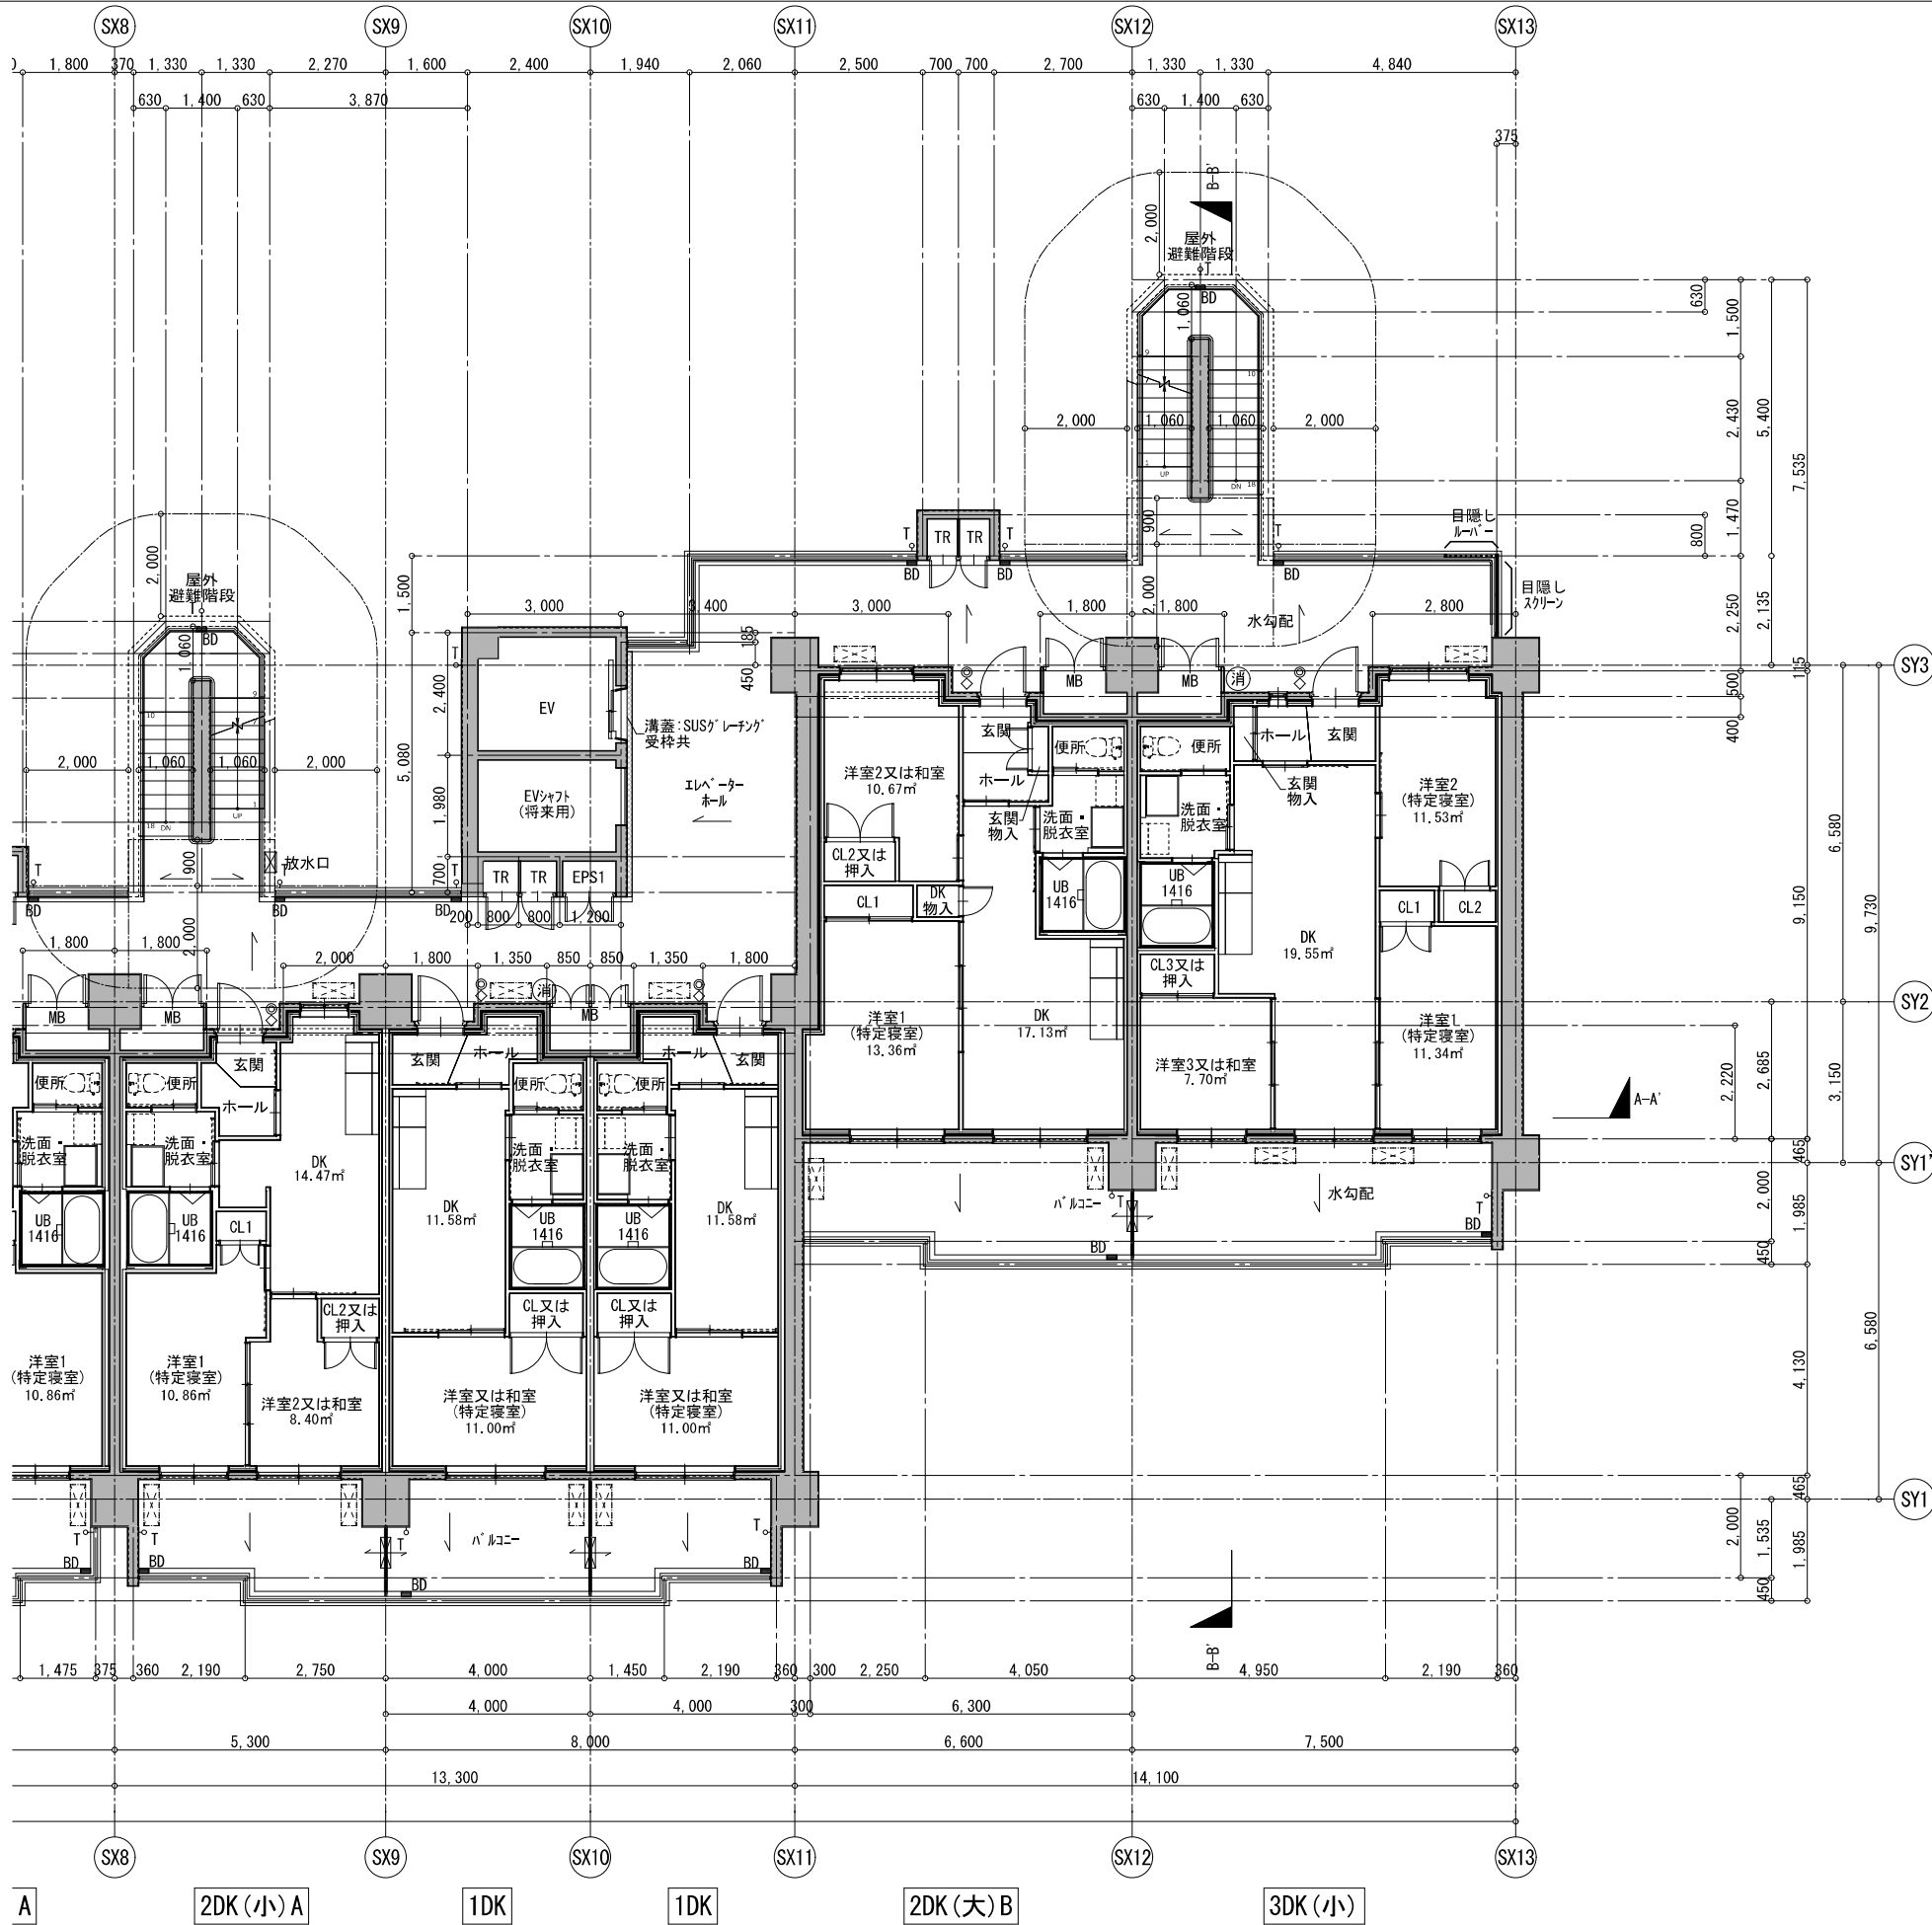 SX8 SX9 SX10 SX11 SX12 SX13
1,800 370 1,330 1,330 2,270 1,600 2,400 1,940 2,060 2,500 700 700 2,700 1,330 1,330 4,840
630 1,400 630 3,870 630 1,400 630
375
B-B'
2,000
屋外
避難階段
T
BD
1,060
630
1,500
2,430
5,400
7,535
2,000 1,060 1,060 2,000
9
10
1
UP
DN 18
900
1,470
800
目隠し
ルーバー
T TR TR T
T
BD BD
BD
目隠し
スクリーン
2,000
屋外
避難階段
T
BD
1,060
1,500
3,000 3,400 3,000 1,800 1,800 2,800
2,000
水勾配
2,250
2,135
185
450
T
SY3
115
500
400
2,400
EV
溝蓋:SUSグレーチング
受枠共
MB MB 消
玄関
便所
便所
ホール
玄関
ホール
玄関
物入
玄関
物入
洋室2又は和室
10.67㎡
洗面・
脱衣室
洗面・
脱衣室
洋室2
(特定寝室)
11.53㎡
2,000 1,060 1,060 2,000
9
10
18 DN
UP
1
5,080
1,980
EVシャフト
(将来用)
エレベーター
ホール
6,580
9,150
9,730
900
放水口
T
T
T
700
TR TR EPS1
CL2又は
押入
CL1
DK
物入
UB
1416
UB
1416
CL1 CL2
BD BD BD
200 800 800 1,200
DK
19.55㎡
1,800 1,800
2,000
2,000 1,800 1,350 850 850 1,350 1,800
CL3又は
押入
消
MB MB MB
SY2
洋室1
(特定寝室)
13.36㎡
DK
17.13㎡
洋室3又は和室
7.70㎡
洋室1
(特定寝室)
11.34㎡
2,220
2,685
3,150
A-A'
玄関
玄関
ホール
ホール
玄関
便所
便所
便所
便所
ホール
洗面・
脱衣室
洗面・
脱衣室
洗面・
脱衣室
洗面・
脱衣室
DK
14.47㎡
DK
11.58㎡
DK
11.58㎡
465
SY1'
2,000
1,985
450
バルコニー
T
水勾配
T
BD
BD
UB
1416
UB
1416
CL1
UB
1416
UB
1416
CL2又は
押入
CL又は
押入
CL又は
押入
洋室1
(特定寝室)
10.86㎡
洋室1
(特定寝室)
10.86㎡
洋室2又は和室
8.40㎡
洋室又は和室
(特定寝室)
11.00㎡
洋室又は和室
(特定寝室)
11.00㎡
4,130
6,580
465
SY1
2,000
1,535
1,985
450
T T T T
バルコニー
BD BD BD BD
B-B'
1,475 375 360 2,190 2,750 4,000 1,450 2,190 360 300 2,250 4,050 4,950 2,190 360
4,000 4,000 300 6,300
5,300 8,000 6,600 7,500
13,300 14,100
SX8 SX9 SX10 SX11 SX12 SX13
A 2DK(小)A 1DK 1DK 2DK(大)B 3DK(小)